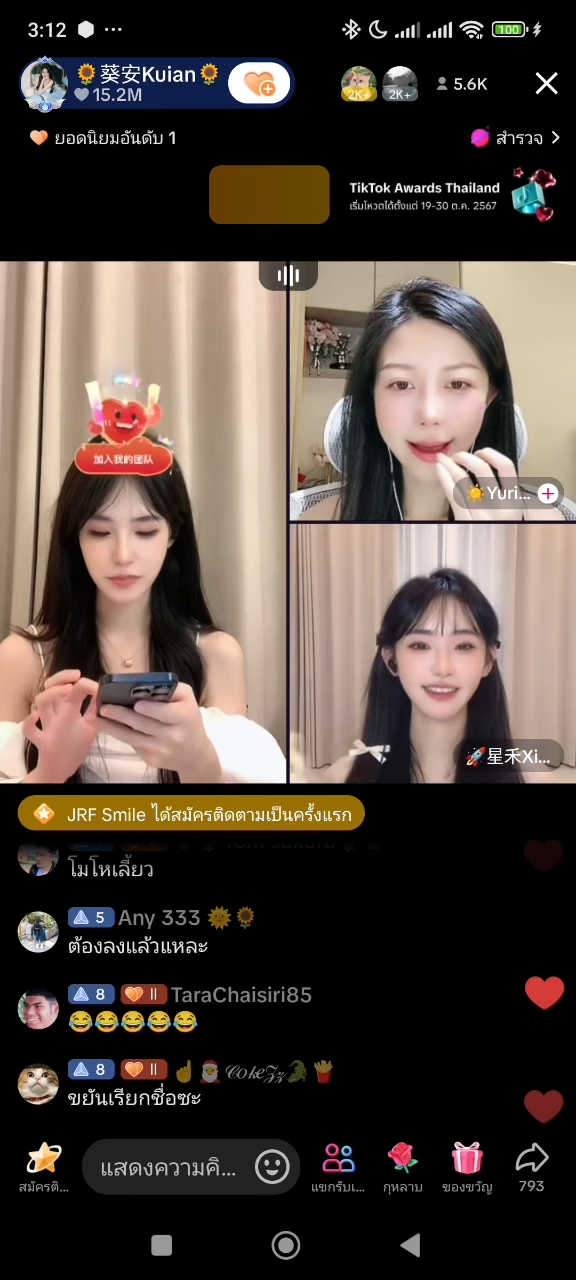 3:12
100
🌻葵安Kuian🌻
15.2M
2K+
2K+
5.6K
ยอดนิยมอันดับ 1
สำรวจ
TikTok Awards Thailand
เริ่มโหวตได้ตั้งแต่ 19-30 ต.ค. 2567
加入我的团队
Yuri...
星禾Xi...
JRF Smile ได้สมัครติดตามเป็นครั้งแรก
โมโหเลี้ยว
5 Any 333 🌞🌻
ต้องลงแล้วแหละ
8 II TaraChaisiri85
😂😂😂😂😂
8 II ☝️🎅𝒞𝑜𝓀𝑒𝒵𝓏🐊🍟
ขยันเรียกชื่อซะ
แสดงความคิ...
สมัครติ...
แขกรับเ...
กุหลาบ
ของขวัญ
793